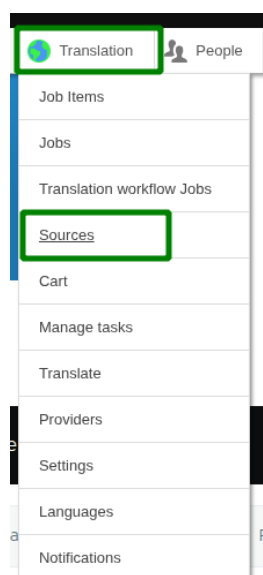 Translation People
Job Items
Jobs
Translation workflow Jobs
Sources
Cart
Manage tasks
Translate
Providers
Settings
Languages
Notifications